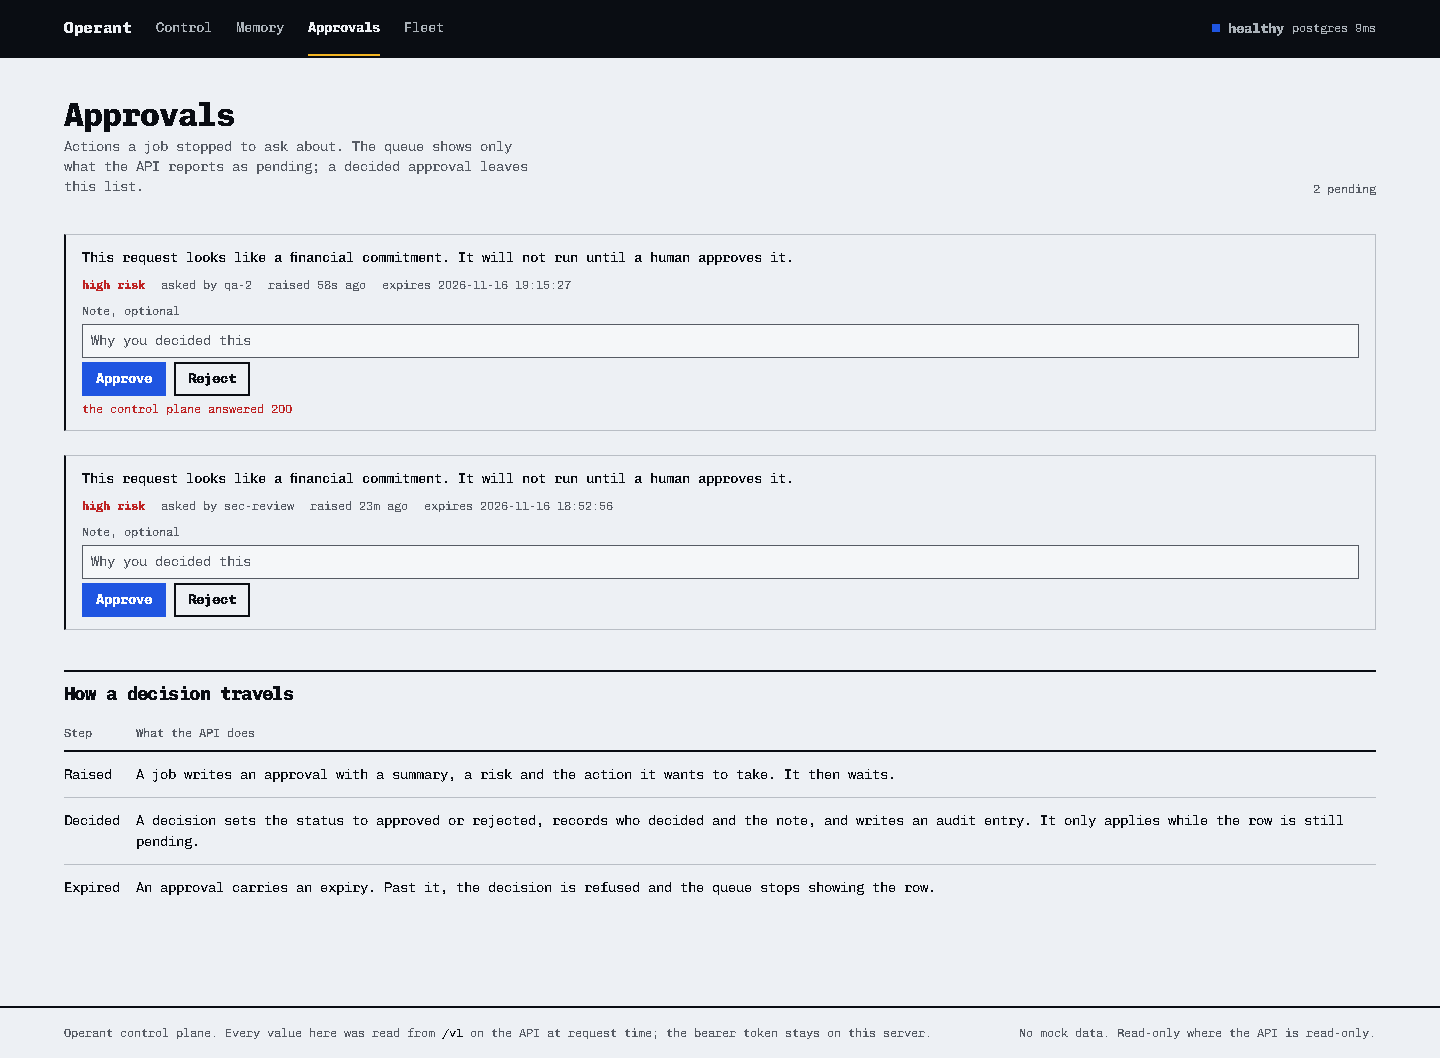 Operant Control Memory Approvals Fleet healthy postgres 9ms
Approvals
Actions a job stopped to ask about. The queue shows only
what the API reports as pending; a decided approval leaves
this list.
2 pending
This request looks like a financial commitment. It will not run until a human approves it.
high risk asked by qa-2 raised 58s ago expires 2026-11-16 19:15:27
Note, optional
Why you decided this
Approve Reject
the control plane answered 200
This request looks like a financial commitment. It will not run until a human approves it.
high risk asked by sec-review raised 23m ago expires 2026-11-16 18:52:56
Note, optional
Why you decided this
Approve Reject
How a decision travels
Step What the API does
Raised A job writes an approval with a summary, a risk and the action it wants to take. It then waits.
Decided A decision sets the status to approved or rejected, records who decided and the note, and writes an audit entry. It only applies while the row is still
pending.
Expired An approval carries an expiry. Past it, the decision is refused and the queue stops showing the row.
Operant control plane. Every value here was read from /v1 on the API at request time; the bearer token stays on this server. No mock data. Read-only where the API is read-only.